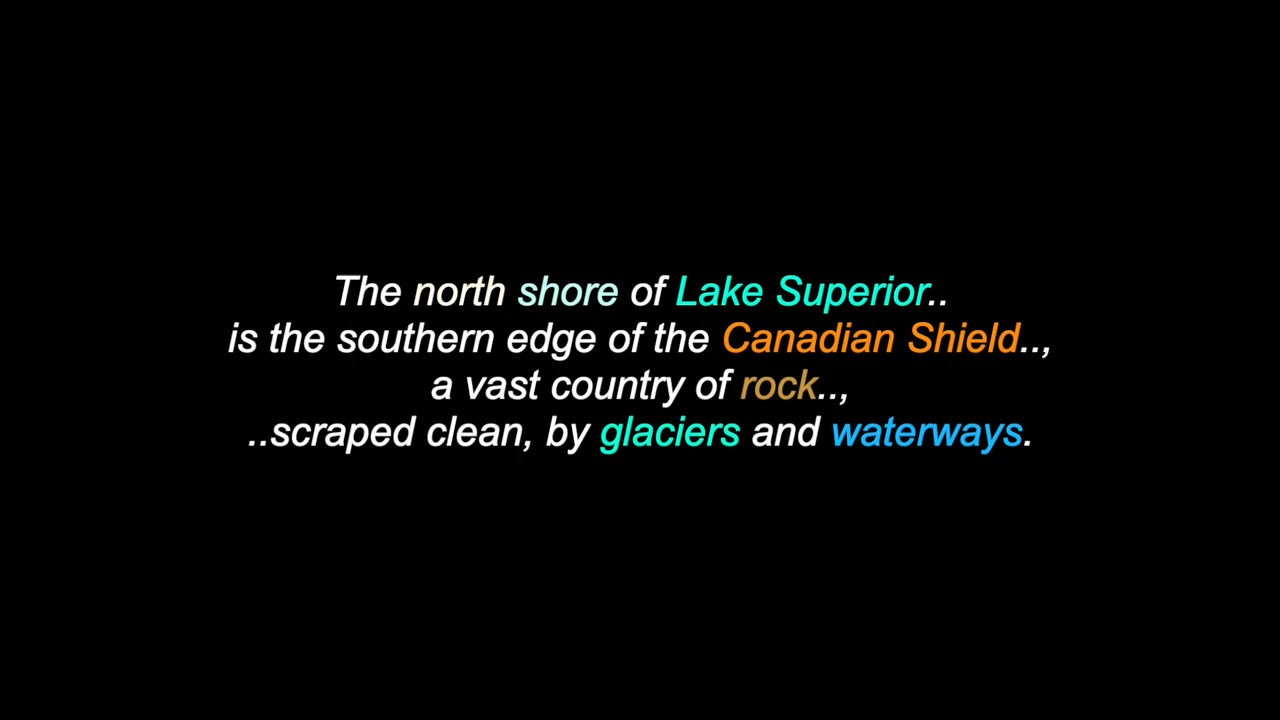 The north shore of Lake Superior..
is the southern edge of the Canadian Shield..,
a vast country of rock..,
..scraped clean, by glaciers and waterways.